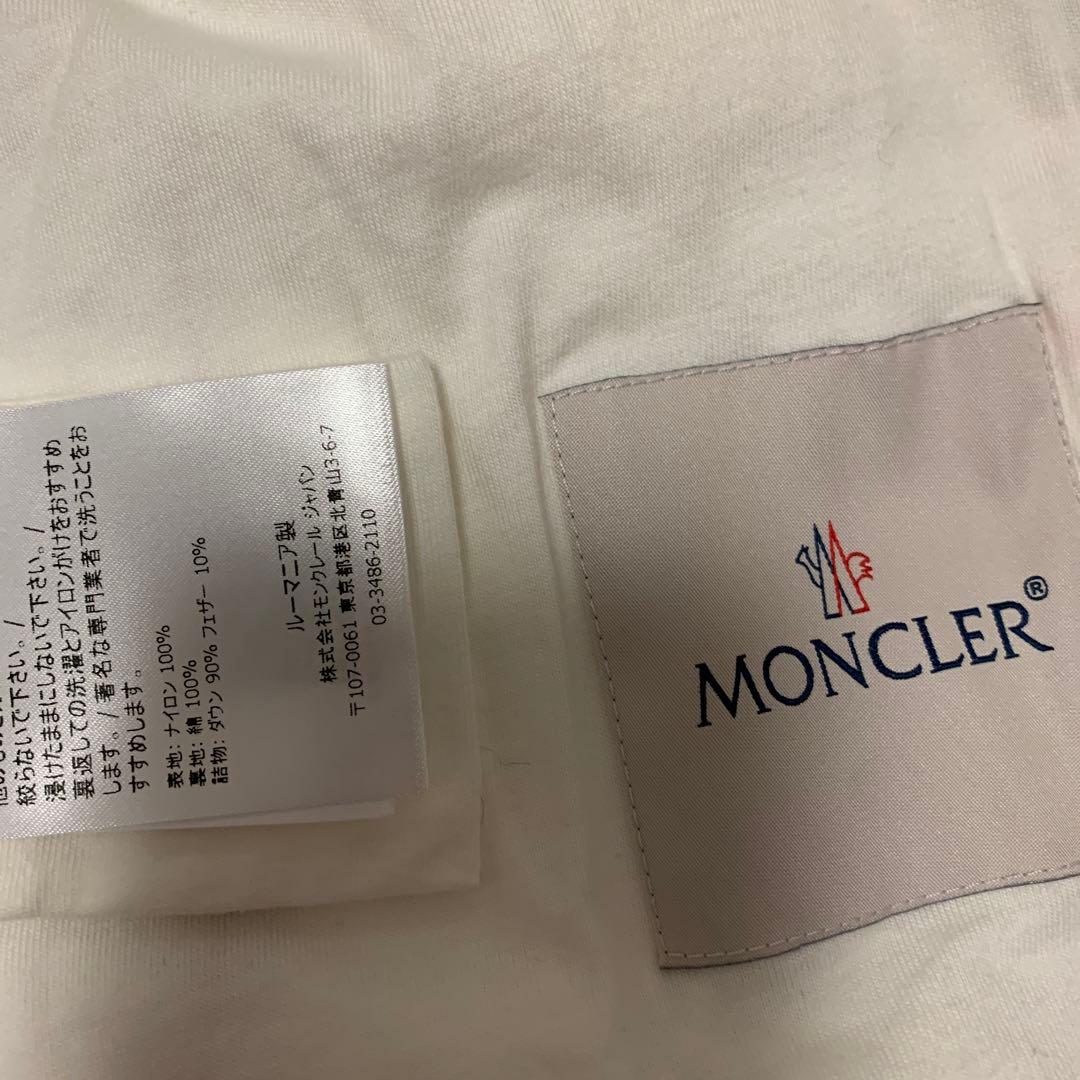 絞らないで下さい。/
浸けたままにしないで下さい。/
裏返しての洗濯とアイロンがけをおすすめ
します。/著名な専門業者で洗うことをお
すすめします。
表地: ナイロン 100%
裏地: 綿 100%
詰物: ダウン 90% フェザー 10%
ルーマニア製
株式会社モンクレール ジャパン
〒107-0061 東京都港区北青山3-6-7
03-3486-2110
MONCLER®